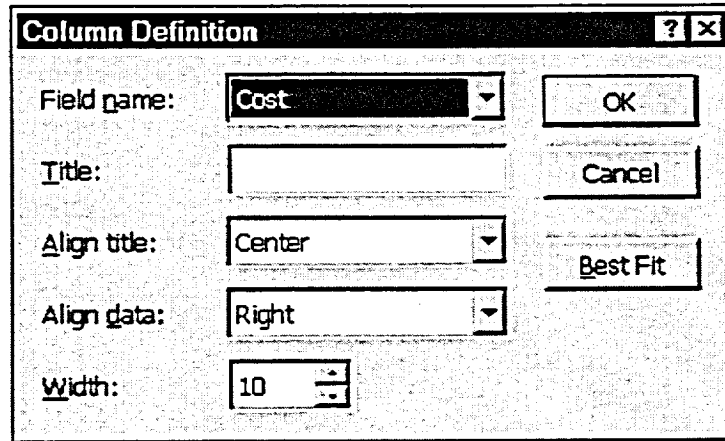 Column Definition
Field name: Cost OK
Title: Cancel
Align title: Center
Best Fit
Align data: Right
Width: 10